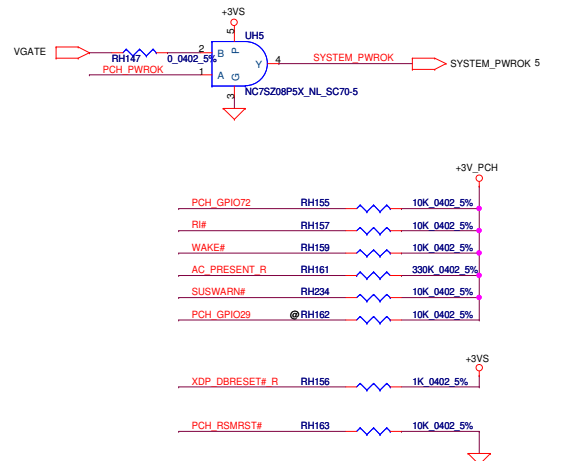 +3VS
5
UH5
VGATE
2
B
P
RH147
0_0402_5%
Y
4
SYSTEM_PWROK
SYSTEM_PWROK 5
PCH_PWROK
1
A
G
3
NC7SZ08P5X_NL_SC70-5
+3V_PCH
PCH_GPIO72 RH155 10K_0402_5%
RI# RH157 10K_0402_5%
WAKE# RH159 10K_0402_5%
AC_PRESENT_R RH161 330K_0402_5%
SUSWARN# RH234 10K_0402_5%
PCH_GPIO29 @ RH162 10K_0402_5%
+3VS
XDP_DBRESET#_R RH156 1K_0402_5%
PCH_RSMRST# RH163 10K_0402_5%